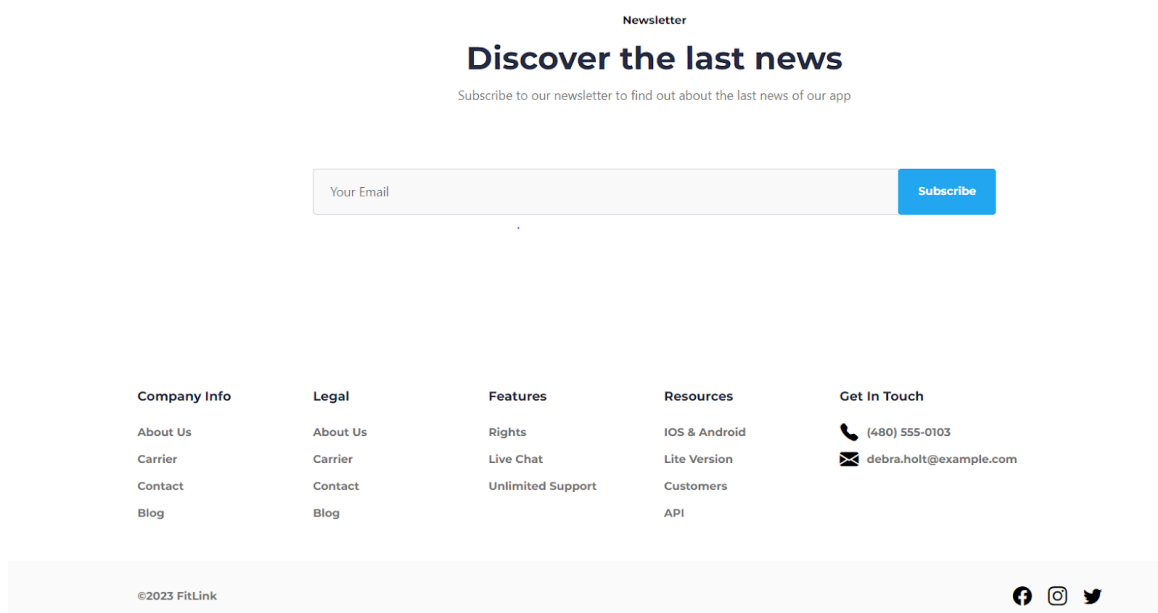 Newsletter
Discover the last news
Subscribe to our newsletter to find out about the last news of our app
Your Email
Subscribe
Company Info
About Us
Carrier
Contact
Blog
Legal
About Us
Carrier
Contact
Blog
Features
Rights
Live Chat
Unlimited Support
Resources
IOS & Android
Lite Version
Customers
API
Get In Touch
(480) 555-0103
debra.holt@example.com
©2023 FitLink